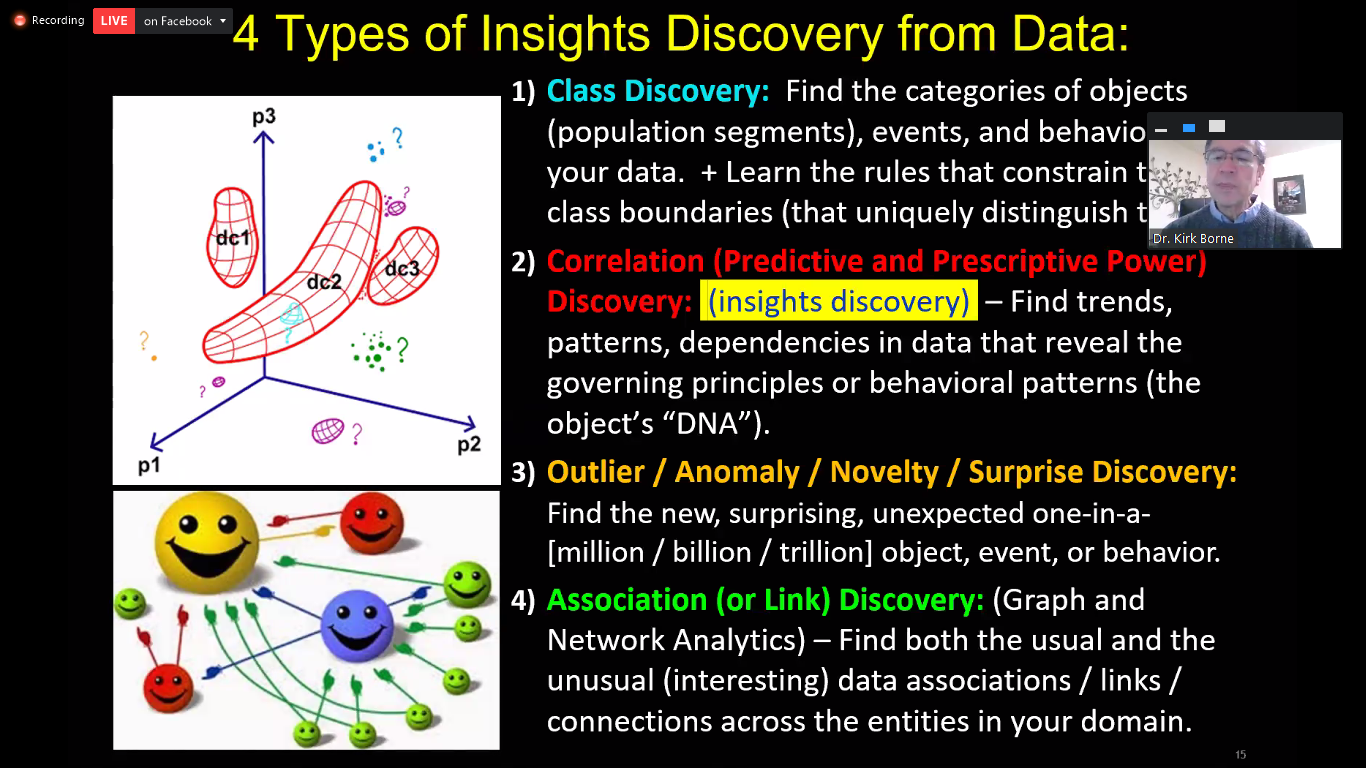 Recording
LIVE on Facebook
4 Types of Insights Discovery from Data:
p3
?
?
dc1
dc2
dc3
?
?
?
?
?
p1
p2
1) Class Discovery: Find the categories of objects
(population segments), events, and
your data. + Learn the rules that constrain
class boundaries (that uniquely distinguish
Dr. Kirk Borne
2) Correlation (Predictive and Prescriptive Power)
Discovery: (insights discovery) – Find trends,
patterns, dependencies in data that reveal the
governing principles or behavioral patterns (the
object’s “DNA”).
3) Outlier / Anomaly / Novelty / Surprise Discovery:
Find the new, surprising, unexpected one-in-a-
[million / billion / trillion] object, event, or behavior.
4) Association (or Link) Discovery: (Graph and
Network Analytics) – Find both the usual and the
unusual (interesting) data associations / links /
connections across the entities in your domain.
15